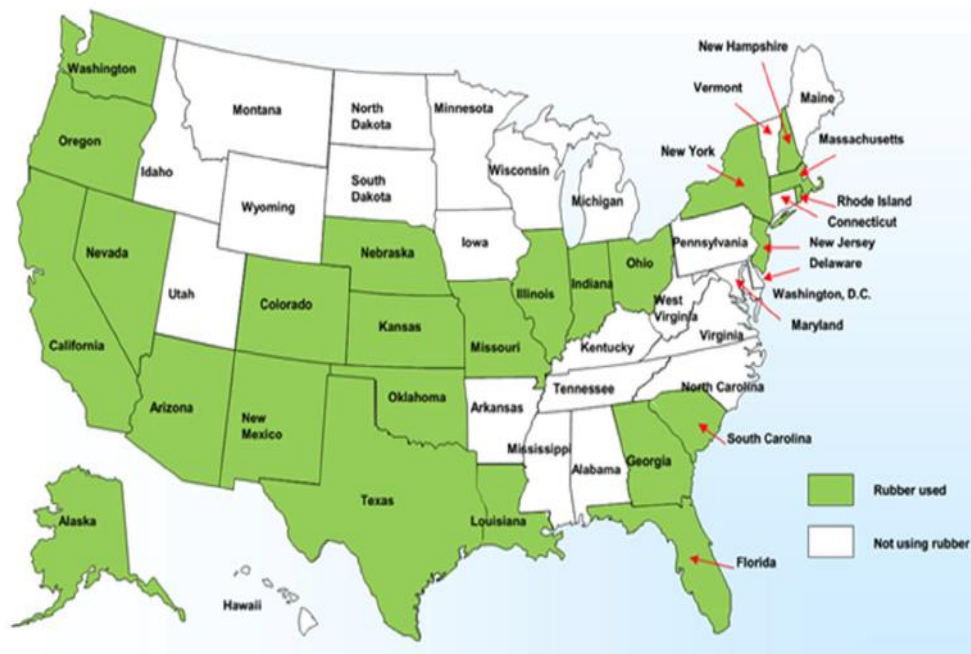 Washington
Montana
North
Dakota
Minnesota
New Hampshire
Vermont
Maine
Oregon
Idaho
Wyoming
South
Dakota
Wisconsin
Michigan
New York
Massachusetts
Rhode Island
Connecticut
Nevada
Utah
Colorado
Nebraska
Iowa
Illinois
Indiana
Ohio
Pennsylvania
New Jersey
Delaware
Washington, D.C.
Maryland
California
Kansas
Missouri
West
Virginia
Virginia
Kentucky
Arizona
New
Mexico
Oklahoma
Arkansas
Tennessee
North Carolina
South Carolina
Mississippi
Alabama
Georgia
Texas
Louisiana
Florida
Alaska
Hawaii
Rubber used
Not using rubber